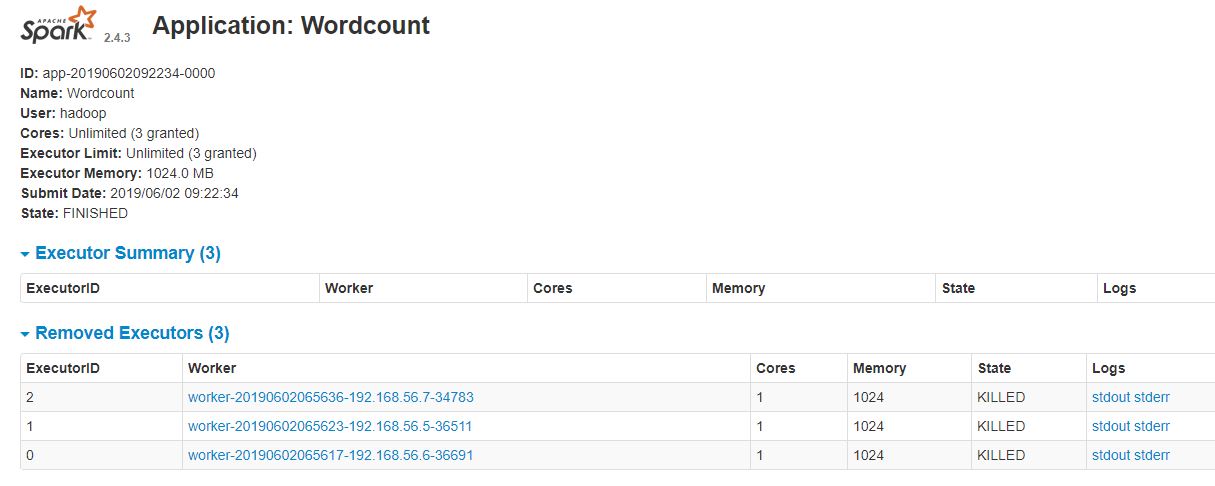 APACHE
Spark 2.4.3 Application: Wordcount
ID: app-20190602092234-0000
Name: Wordcount
User: hadoop
Cores: Unlimited (3 granted)
Executor Limit: Unlimited (3 granted)
Executor Memory: 1024.0 MB
Submit Date: 2019/06/02 09:22:34
State: FINISHED
Executor Summary (3)
ExecutorID Worker Cores Memory State Logs
Removed Executors (3)
ExecutorID Worker Cores Memory State Logs
2 worker-20190602065636-192.168.56.7-34783 1 1024 KILLED stdout stderr
1 worker-20190602065623-192.168.56.5-36511 1 1024 KILLED stdout stderr
0 worker-20190602065617-192.168.56.6-36691 1 1024 KILLED stdout stderr